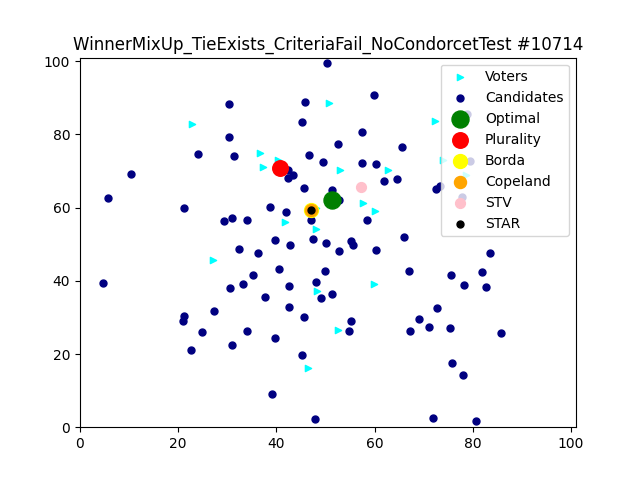 WinnerMixUp_TieExists_CriteriaFail_NoCondorcetTest #10714
100
80
60
40
20
0
0
20
40
60
80
100
Voters
Candidates
Optimal
Plurality
Borda
Copeland
STV
STAR